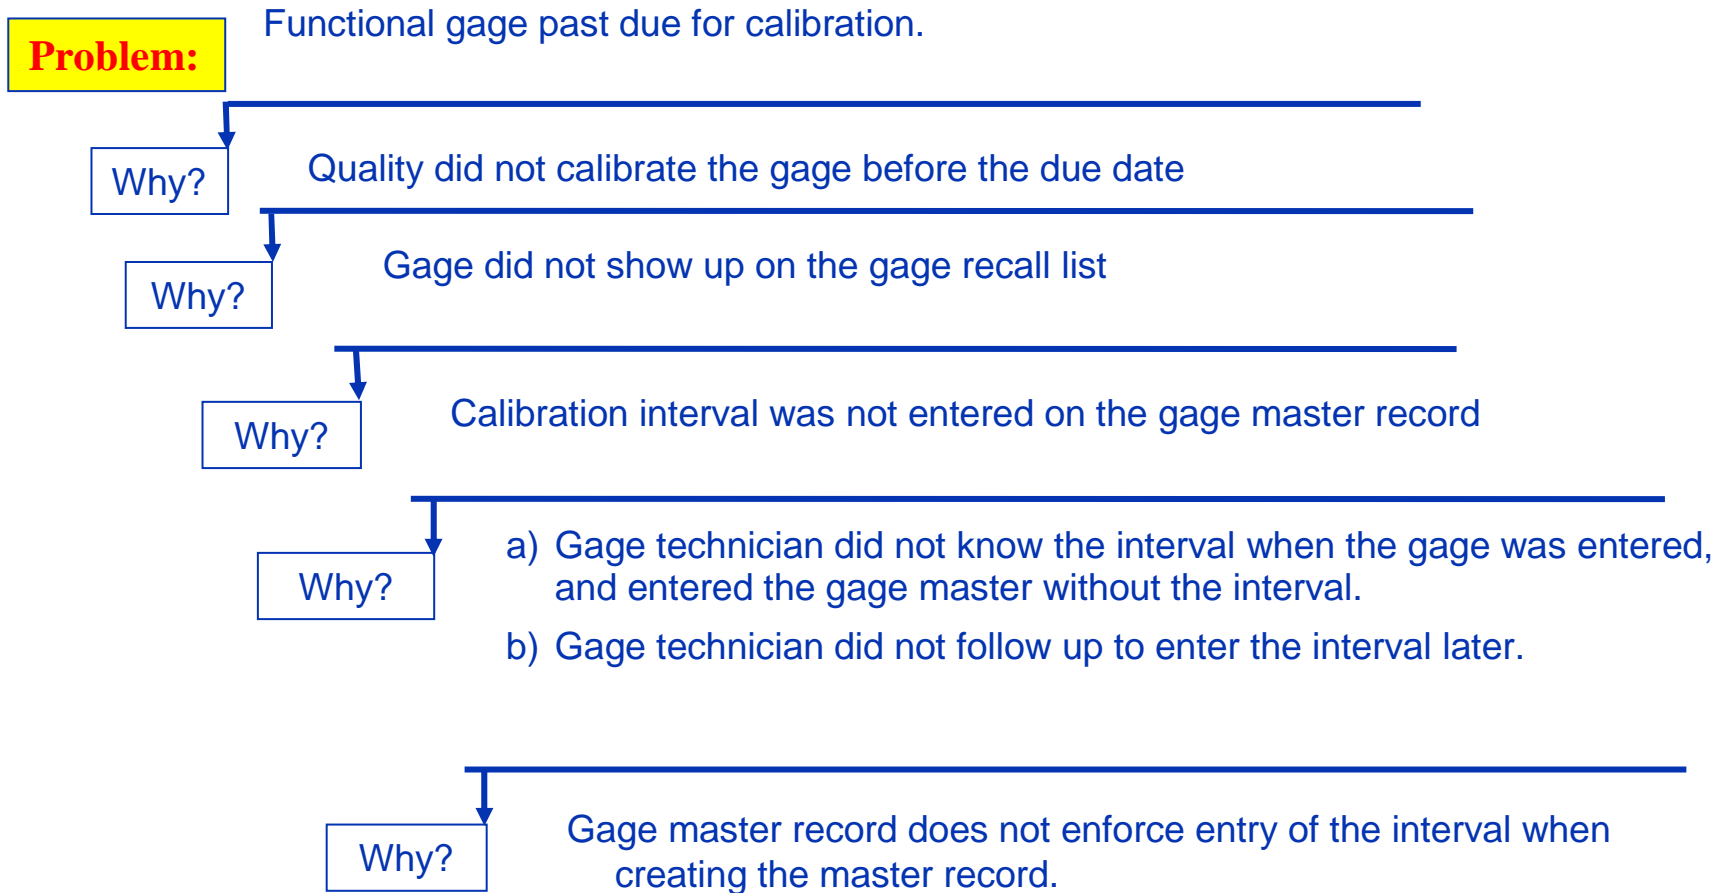 Functional gage past due for calibration.
Problem:
Why?
Quality did not calibrate the gage before the due date
Why?
Gage did not show up on the gage recall list
Why?
Calibration interval was not entered on the gage master record
Why?
a) Gage technician did not know the interval when the gage was entered,
and entered the gage master without the interval.
b) Gage technician did not follow up to enter the interval later.
Why?
Gage master record does not enforce entry of the interval when
creating the master record.